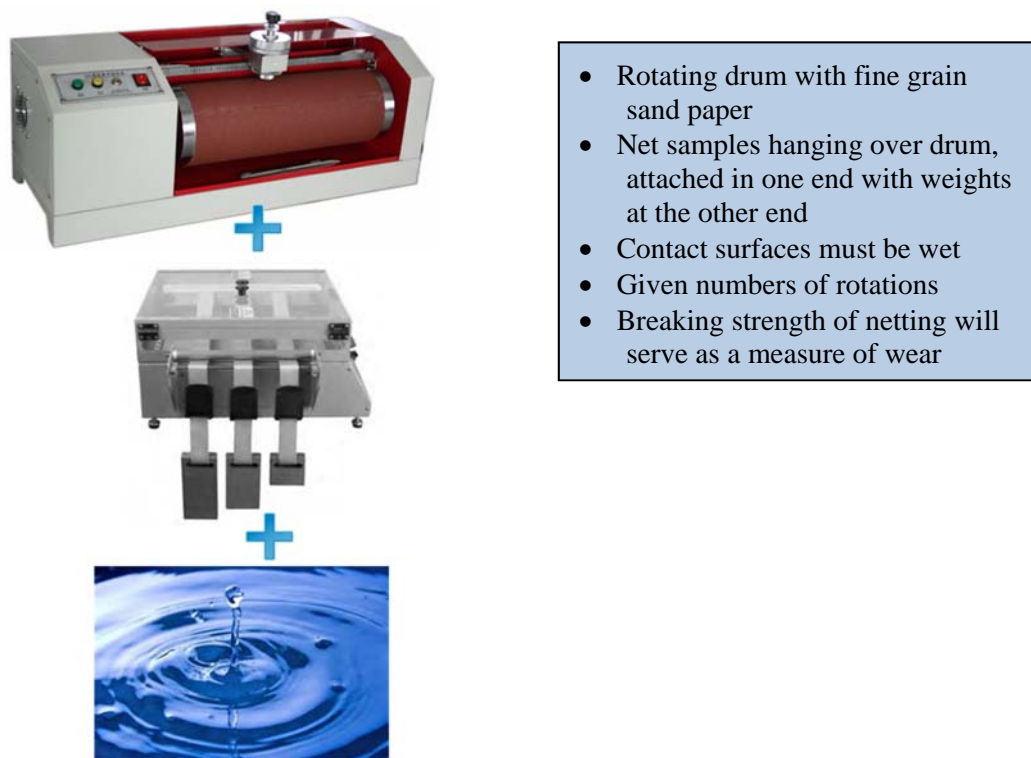 • Rotating drum with fine grain
sand paper
• Net samples hanging over drum,
attached in one end with weights
at the other end
• Contact surfaces must be wet
• Given numbers of rotations
• Breaking strength of netting will
serve as a measure of wear